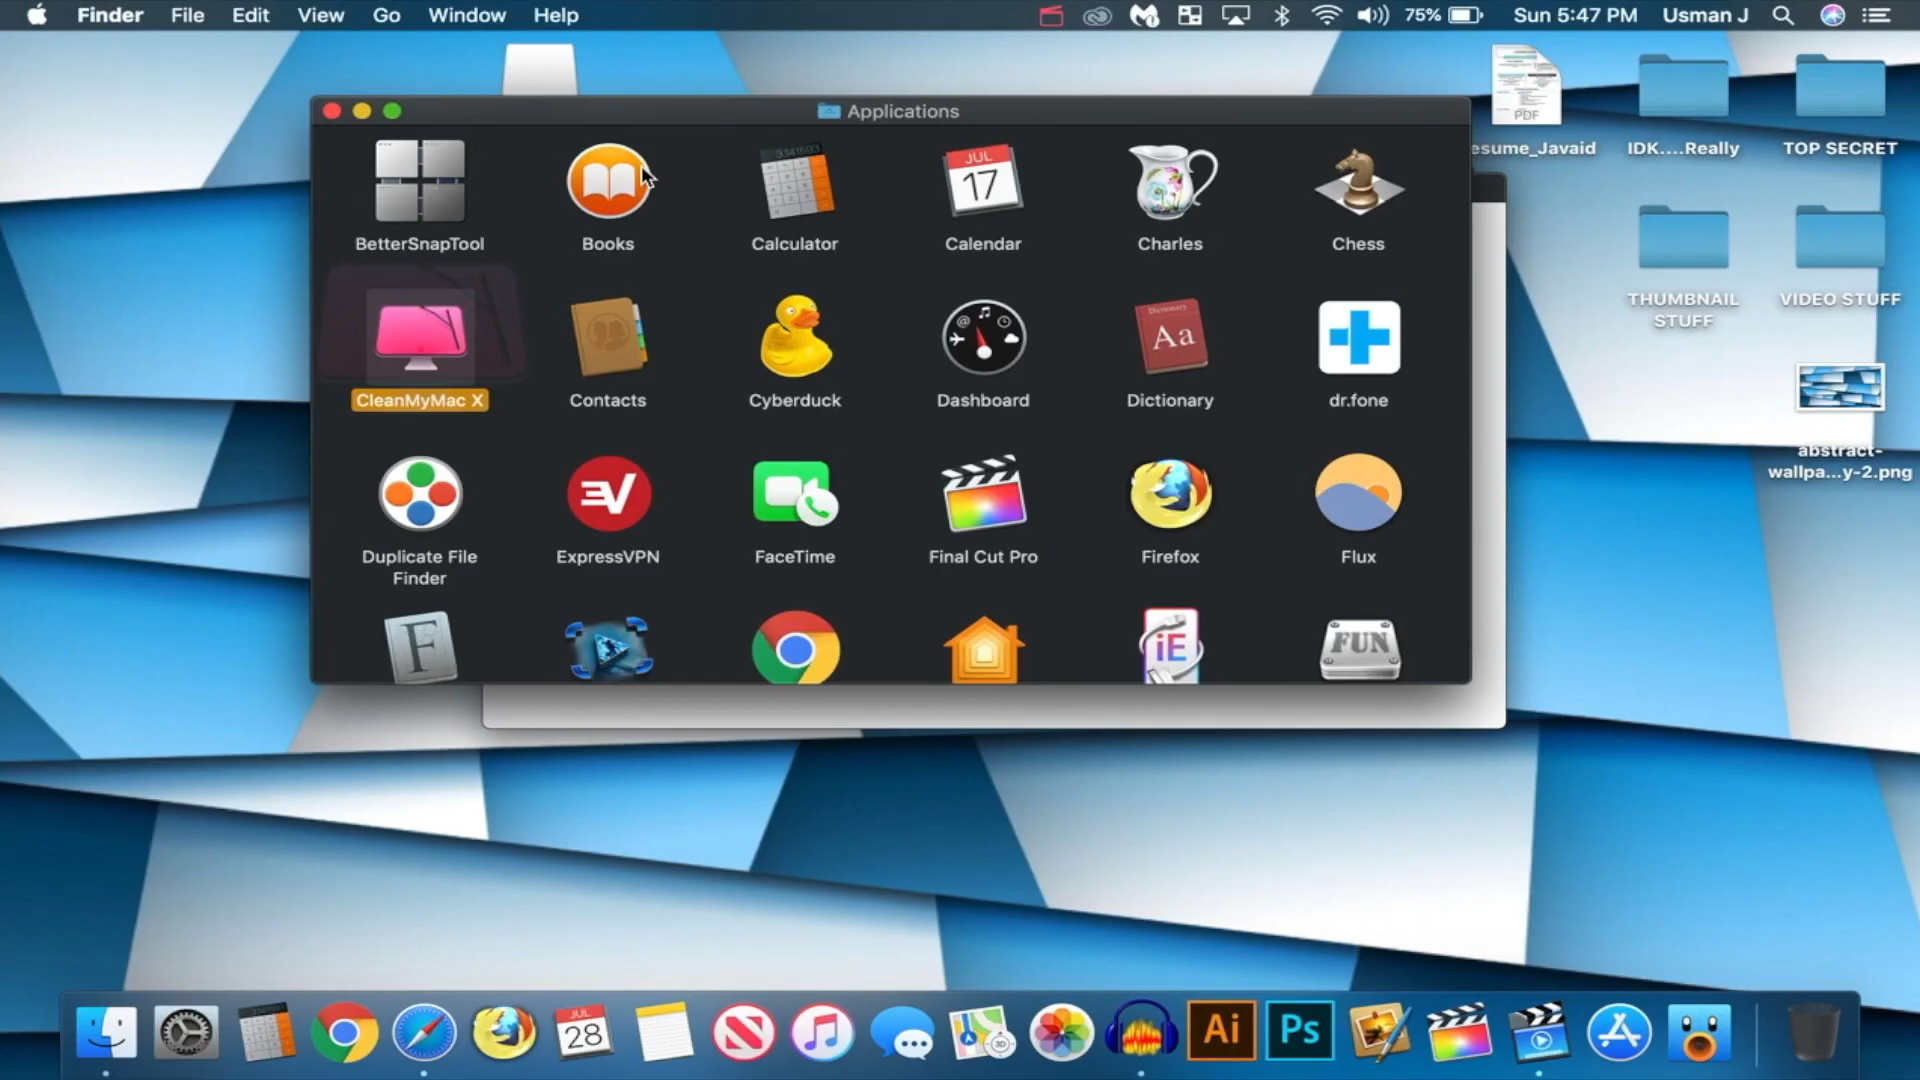 Finder File Edit View Go Window Help 75% Sun 5:47 PM Usman J
Applications
PDF
esume_Javaid
IDK....Really
TOP SECRET
THUMBNAIL
STUFF
VIDEO STUFF
abstract-
wallpa...y-2.png
JUL
17
BetterSnapTool Books Calculator Calendar Charles Chess
Dictionary
Aa
CleanMyMac X Contacts Cyberduck Dashboard Dictionary dr.fone
Duplicate File
Finder
ExpressVPN FaceTime Final Cut Pro Firefox Flux
F
iE
FUN
JUL
28
3D
Ai
Ps